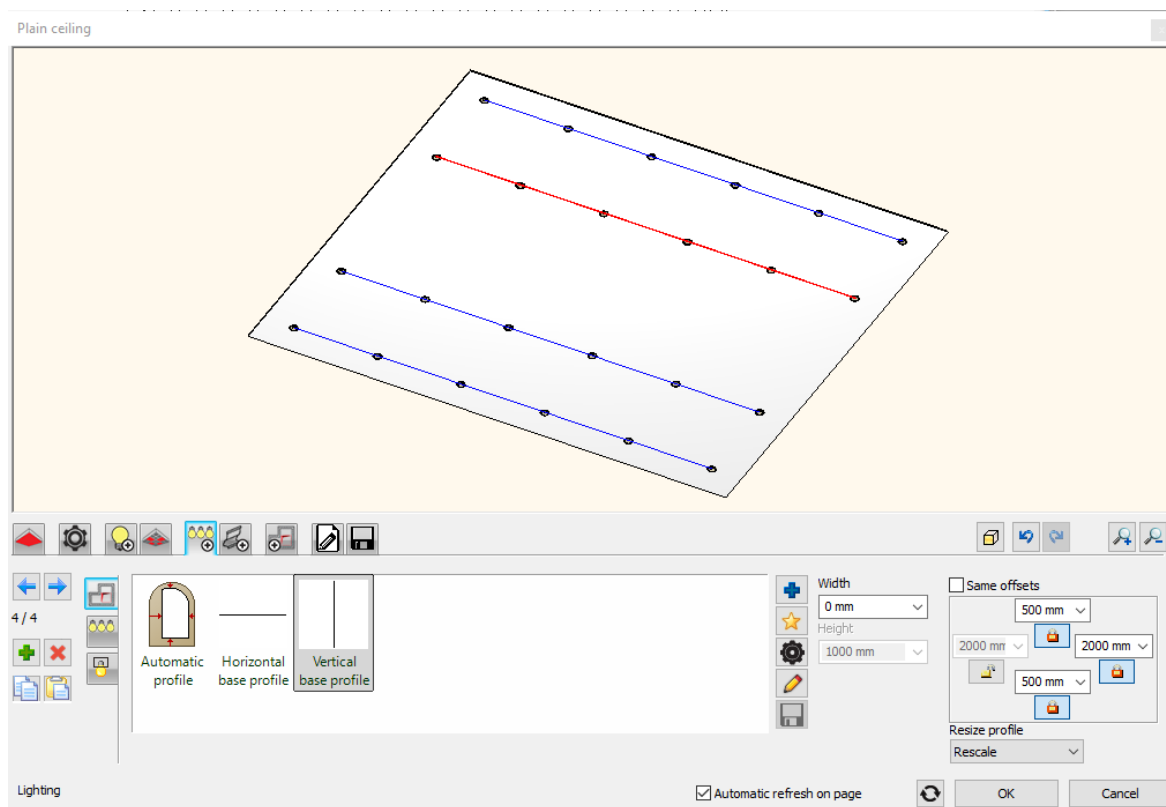 Plain ceiling
4 / 4
Automatic
profile
Horizontal
base profile
Vertical
base profile
Width
0 mm
Height
1000 mm
Same offsets
500 mm
2000 mm
2000 mm
500 mm
Resize profile
Rescale
Lighting
Automatic refresh on page
OK
Cancel